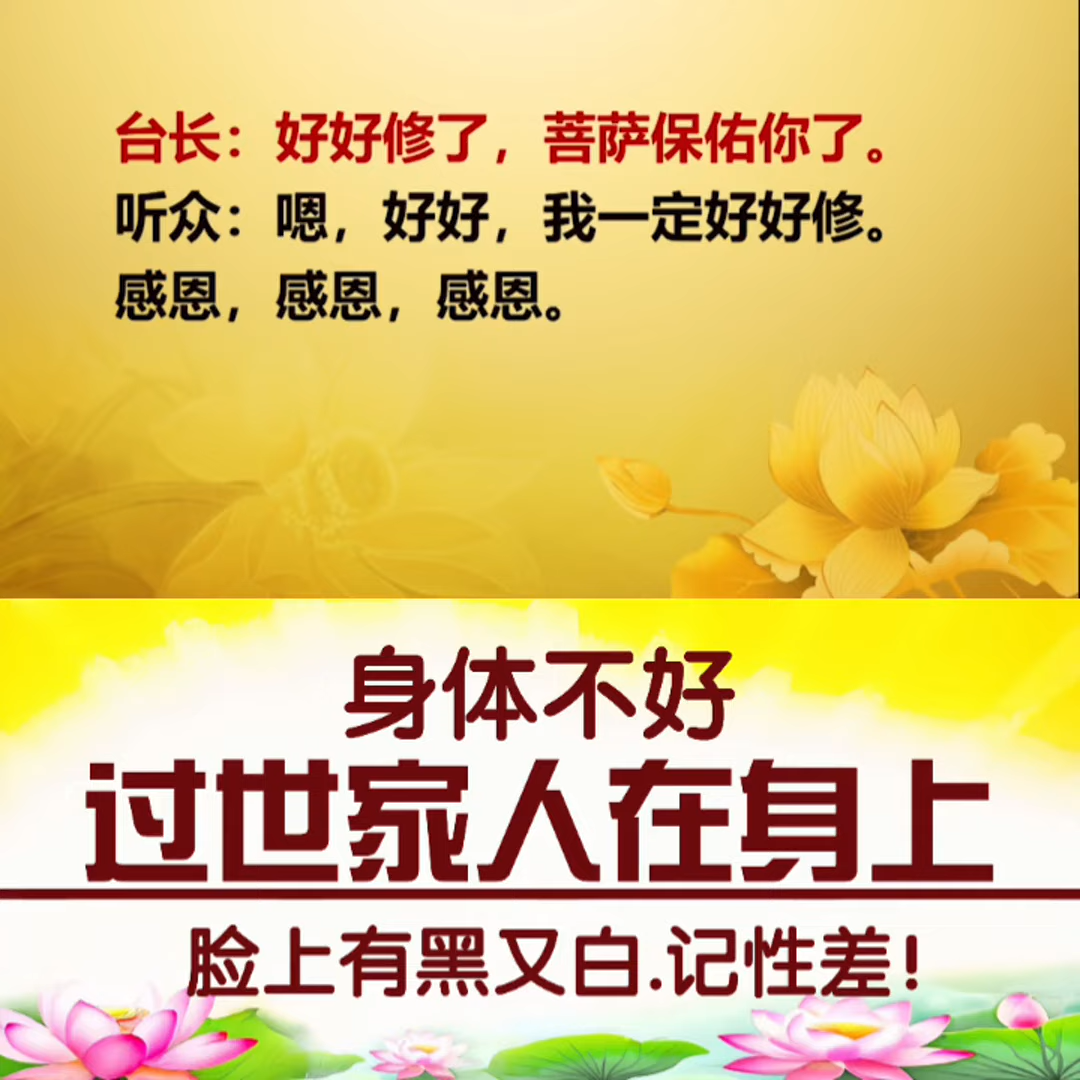 台长：好好修了，菩萨保佑你了。
听众：嗯，好好，我一定好好修。
感恩，感恩，感恩。
身体不好
过世家人在身上
脸上有黑又白.记性差！